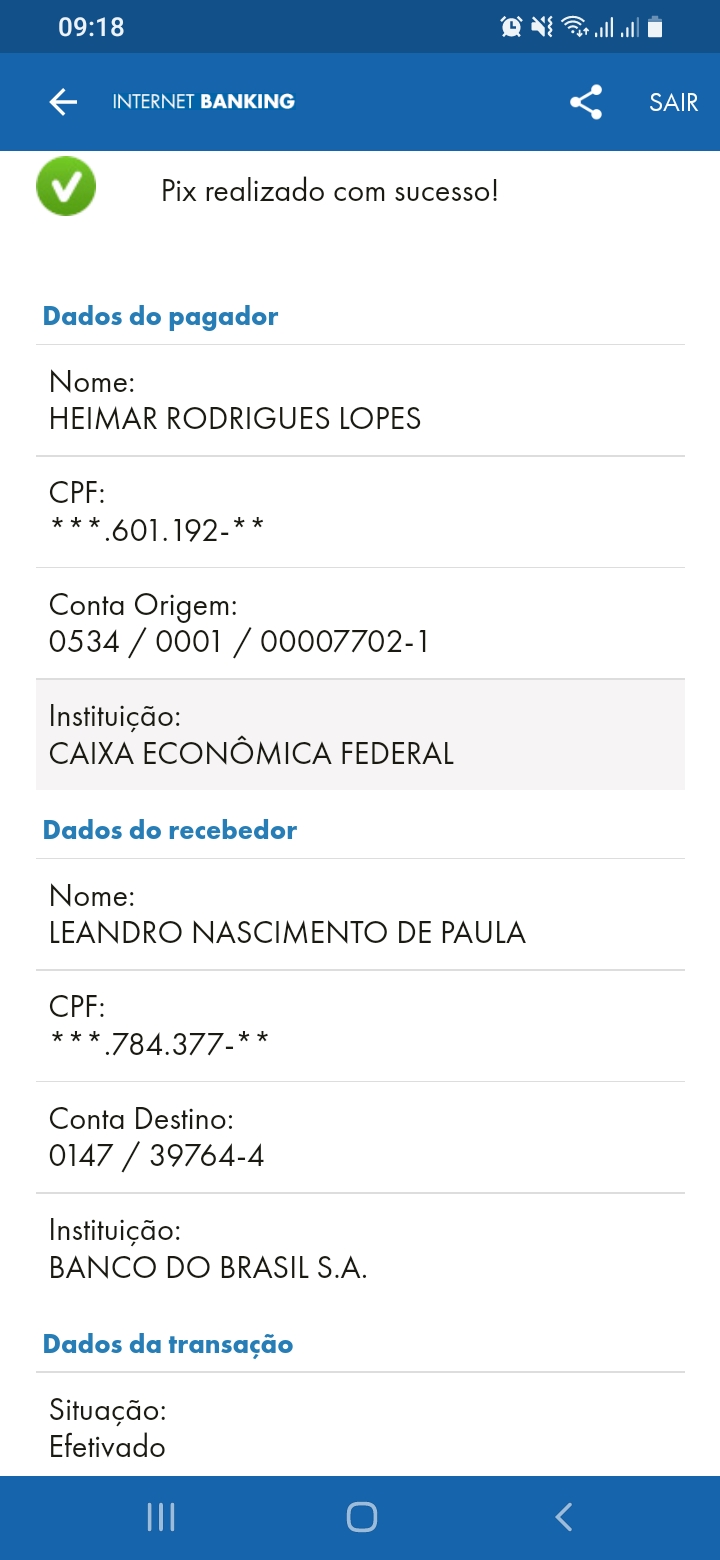 09:18
INTERNET BANKING
SAIR
Pix realizado com sucesso!
Dados do pagador
Nome:
HEIMAR RODRIGUES LOPES
CPF:
***.601.192-**
Conta Origem:
0534 / 0001 / 00007702-1
Instituição:
CAIXA ECONÔMICA FEDERAL
Dados do recebedor
Nome:
LEANDRO NASCIMENTO DE PAULA
CPF:
***.784.377-**
Conta Destino:
0147 / 39764-4
Instituição:
BANCO DO BRASIL S.A.
Dados da transação
Situação:
Efetivado